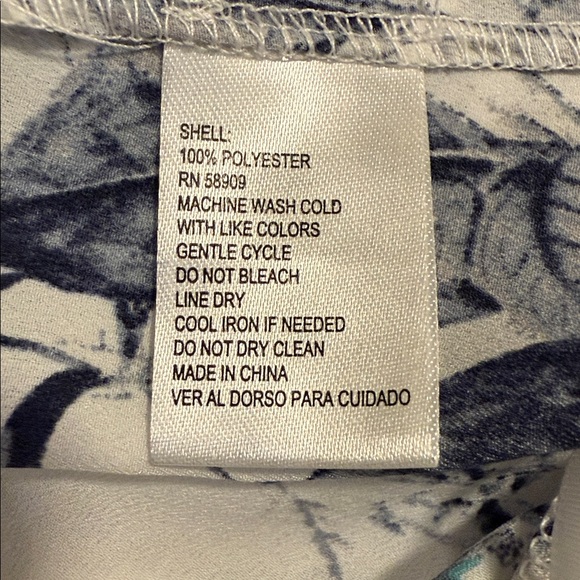 SHELL:
100% POLYESTER
RN 58909
MACHINE WASH COLD
WITH LIKE COLORS
GENTLE CYCLE
DO NOT BLEACH
LINE DRY
COOL IRON IF NEEDED
DO NOT DRY CLEAN
MADE IN CHINA
VER AL DORSO PARA CUIDADO